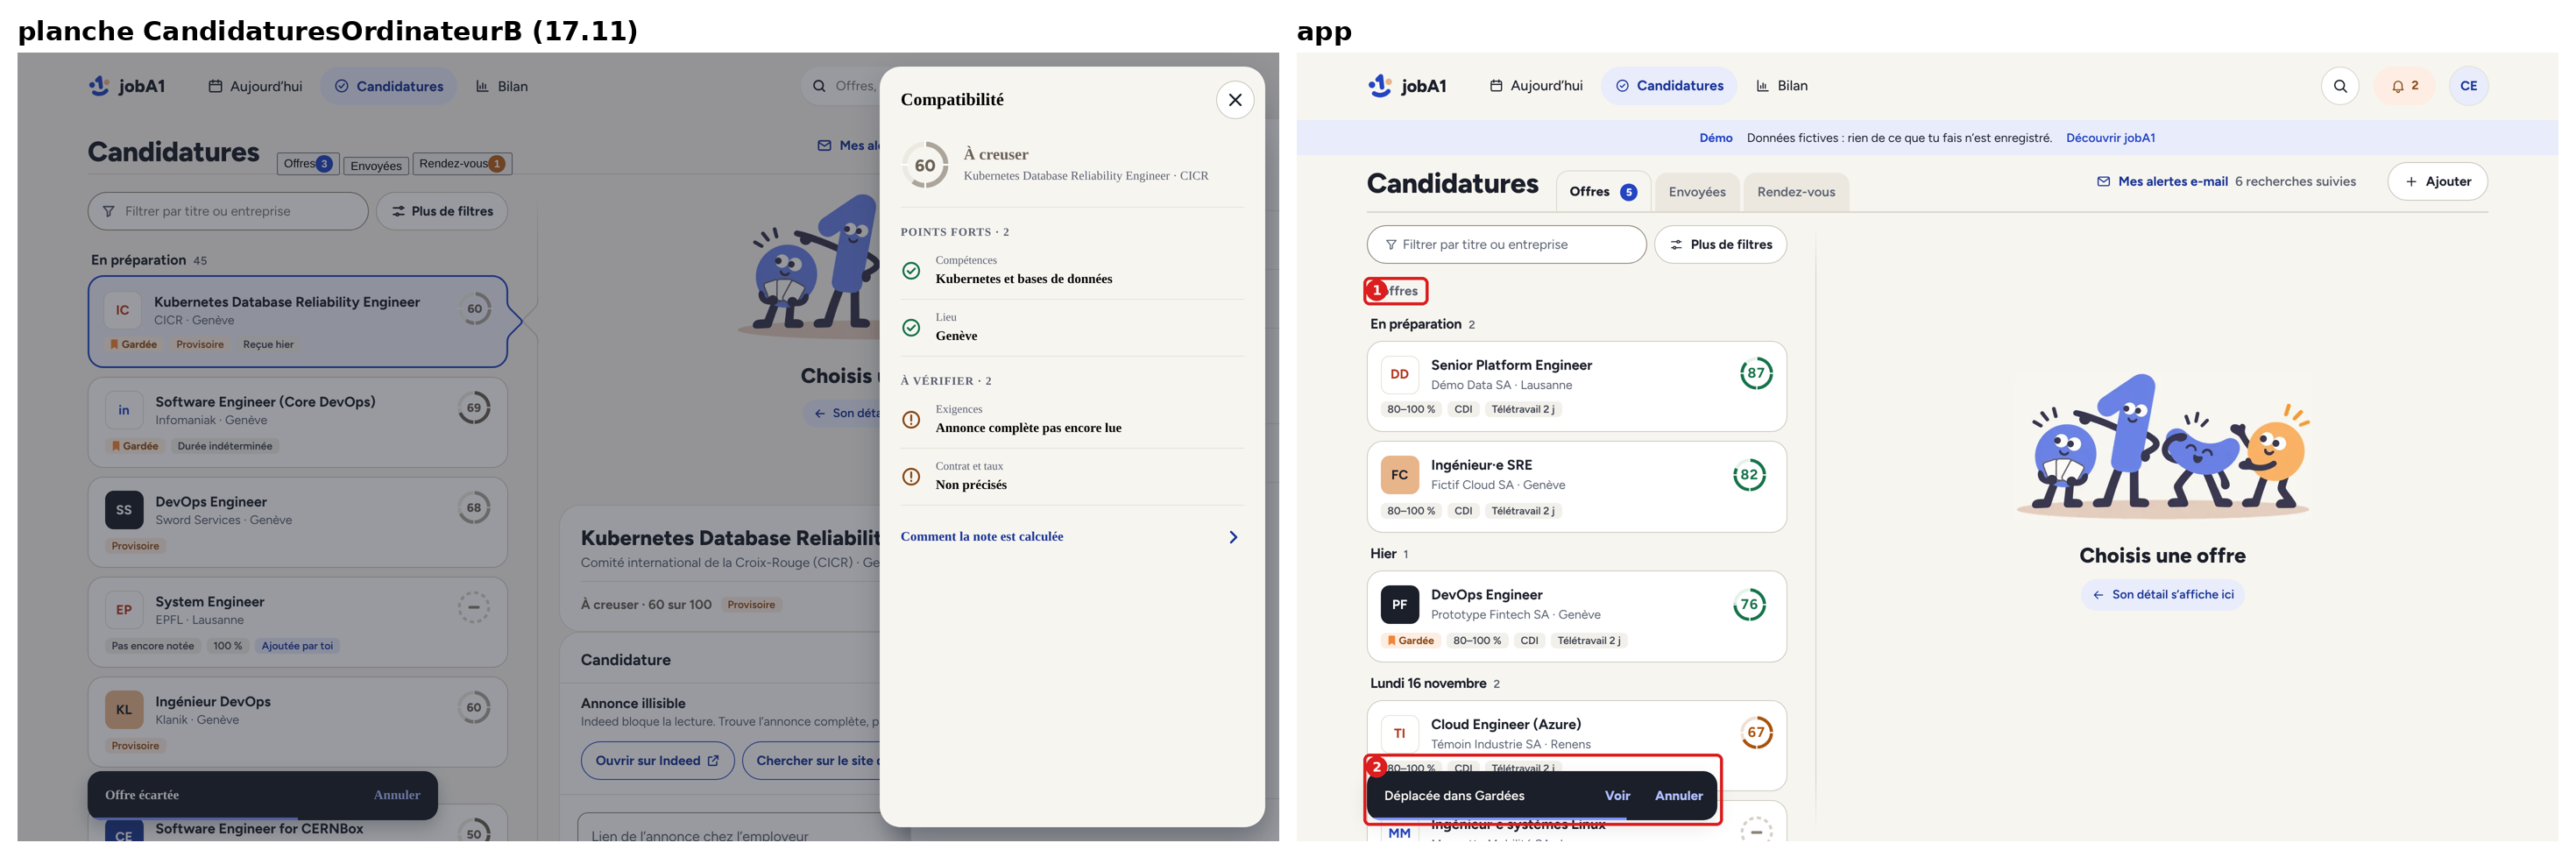 planche CandidaturesOrdinateurB (17.11)
jobA1
Aujourd'hui
Candidatures
Bilan
Offres,
Candidatures
Offres 3
Envoyées
Rendez-vous 1
Mes al
Filtrer par titre ou entreprise
Plus de filtres
En préparation 45
IC
Kubernetes Database Reliability Engineer
CICR · Genève
60
Gardée
Provisoire
Reçue hier
in
Software Engineer (Core DevOps)
Infomaniak · Genève
69
Gardée
Durée indéterminée
SS
DevOps Engineer
Sword Services · Genève
68
Provisoire
EP
System Engineer
EPFL · Lausanne
Pas encore notée
100 %
Ajoutée par toi
KL
Ingénieur DevOps
Klanik · Genève
60
Provisoire
Offre écartée
Annuler
CE
Software Engineer for CERNBox
50
Choisis
← Son déta
Kubernetes Database Reliabilit
Comité international de la Croix-Rouge (CICR) · Ge
À creuser · 60 sur 100
Provisoire
Candidature
Annonce illisible
Indeed bloque la lecture. Trouve l'annonce complète, p
Ouvrir sur Indeed
Chercher sur le site
Lien de l'annonce chez l'employeur
Compatibilité
60
À creuser
Kubernetes Database Reliability Engineer · CICR
POINTS FORTS · 2
Compétences
Kubernetes et bases de données
Lieu
Genève
À VÉRIFIER · 2
Exigences
Annonce complète pas encore lue
Contrat et taux
Non précisés
Comment la note est calculée
app
jobA1
Aujourd'hui
Candidatures
Bilan
2
CE
Démo
Données fictives : rien de ce que tu fais n'est enregistré.
Découvrir jobA1
Candidatures
Offres 5
Envoyées
Rendez-vous
Mes alertes e-mail
6 recherches suivies
+ Ajouter
Filtrer par titre ou entreprise
Plus de filtres
1
ffres
En préparation 2
DD
Senior Platform Engineer
Démo Data SA · Lausanne
87
80–100 %
CDI
Télétravail 2 j
FC
Ingénieur·e SRE
Fictif Cloud SA · Genève
82
80–100 %
CDI
Télétravail 2 j
Hier 1
PF
DevOps Engineer
Prototype Fintech SA · Genève
76
Gardée
80–100 %
CDI
Télétravail 2 j
Lundi 16 novembre 2
TI
Cloud Engineer (Azure)
Témoin Industrie SA · Renens
67
2
80–100 %
CDI
Télétravail 2 j
Déplacée dans Gardées
Voir
Annuler
MM
Ingénieur·e systèmes Linux
Choisis une offre
← Son détail s'affiche ici